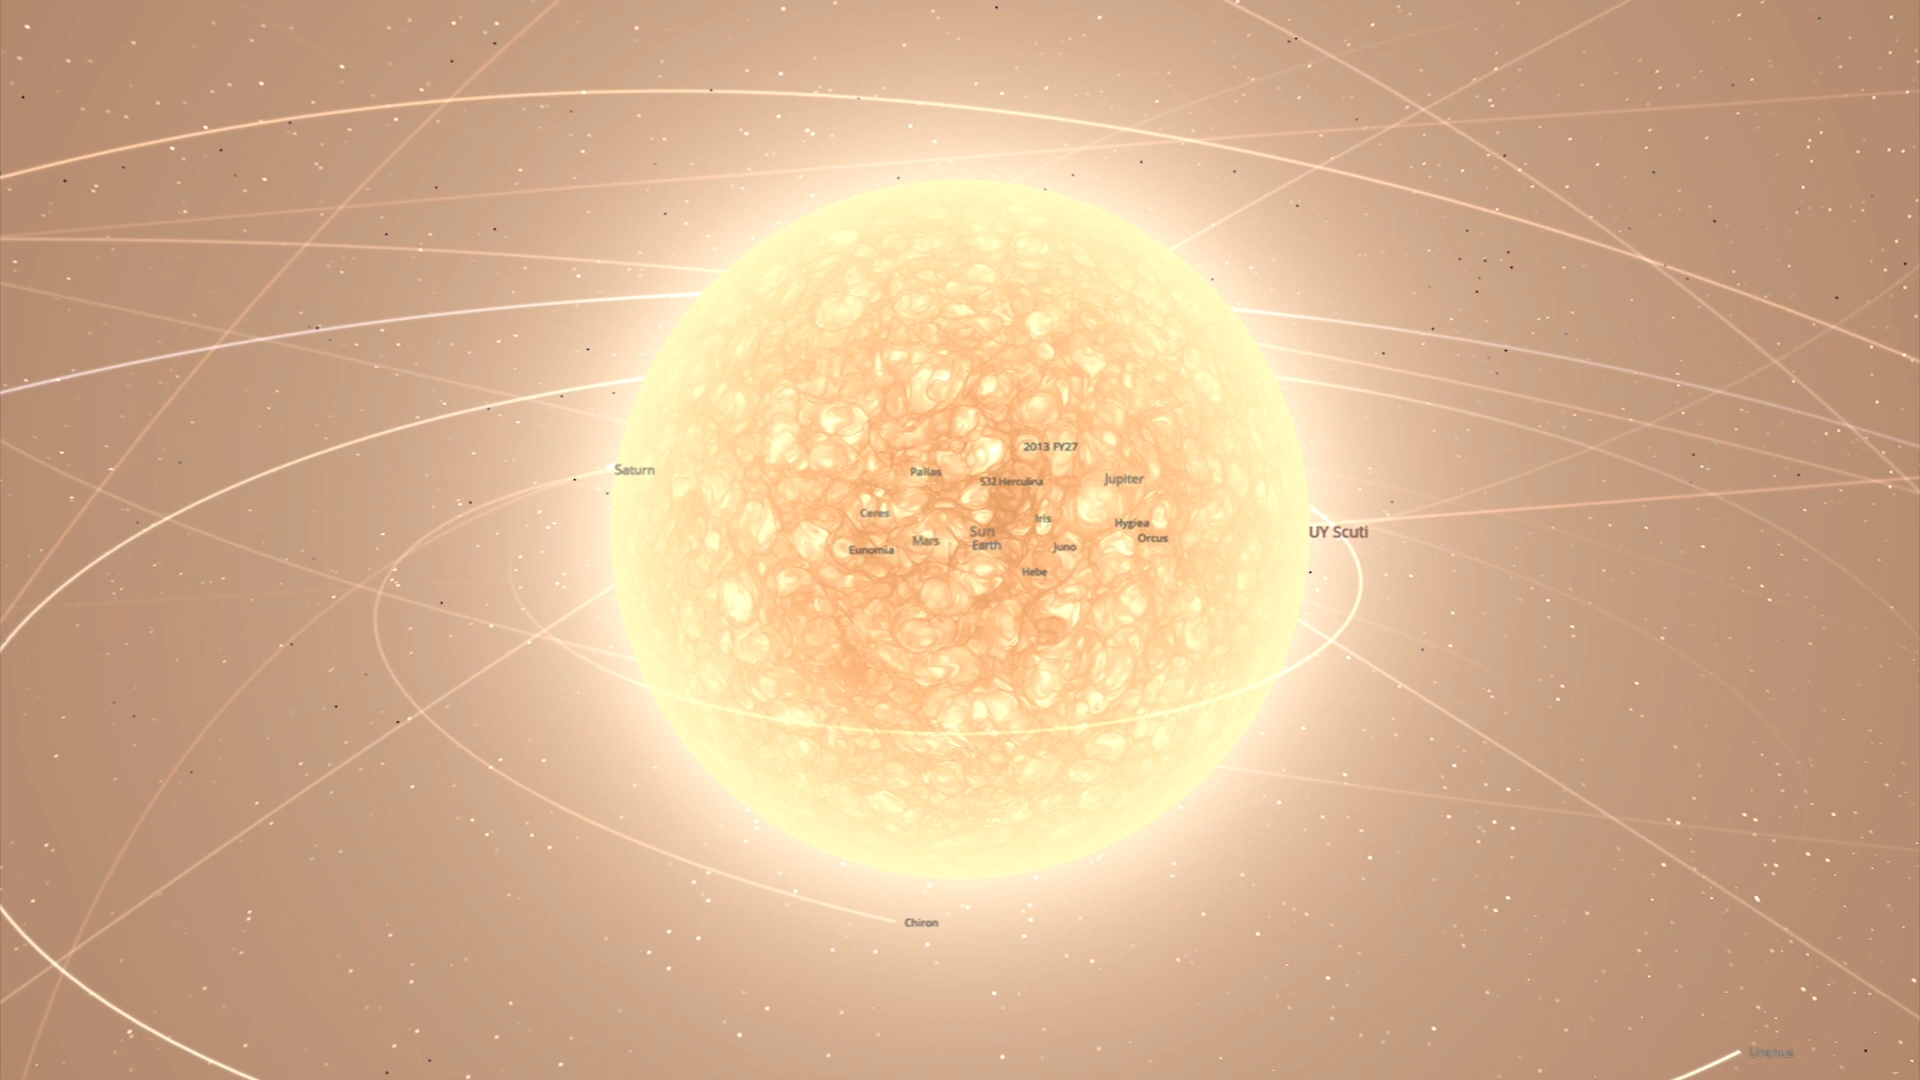 2013 FY27
Saturn
Pallas
532 Herculina
Jupiter
Ceres
Iris
Hygiea
Sun
UY Scuti
Orcus
Mars
Earth
Eunomia
Juno
Hebe
Chiron
Uranus